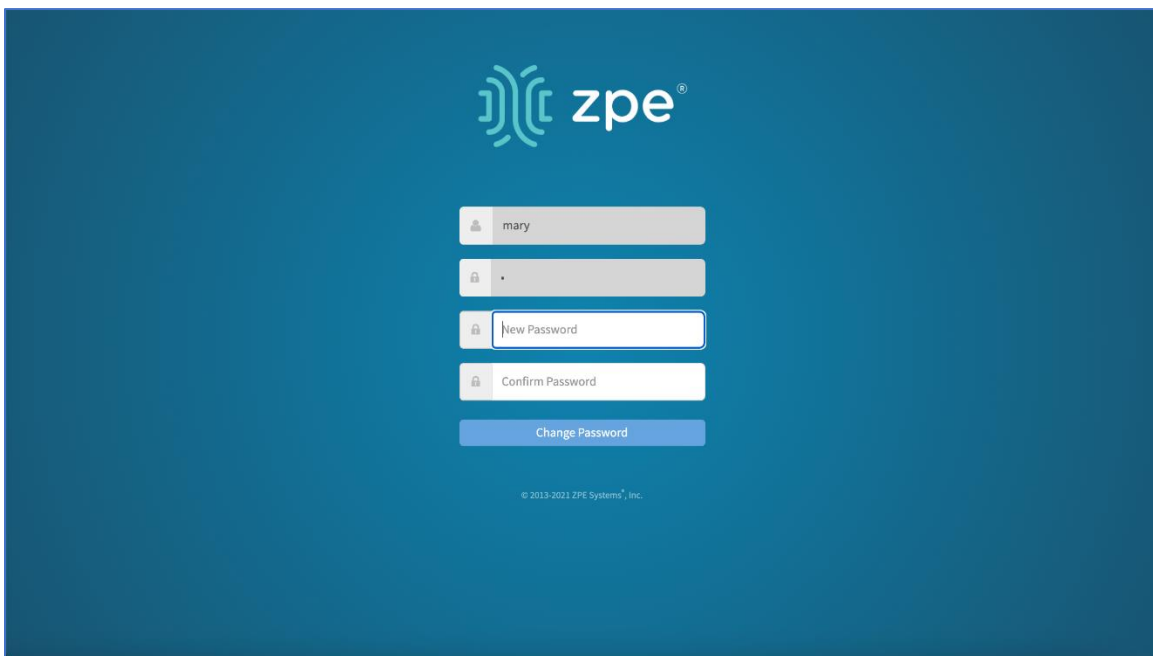 zpe®
mary
•
New Password
Confirm Password
Change Password
© 2013-2021 ZPE Systems®, Inc.